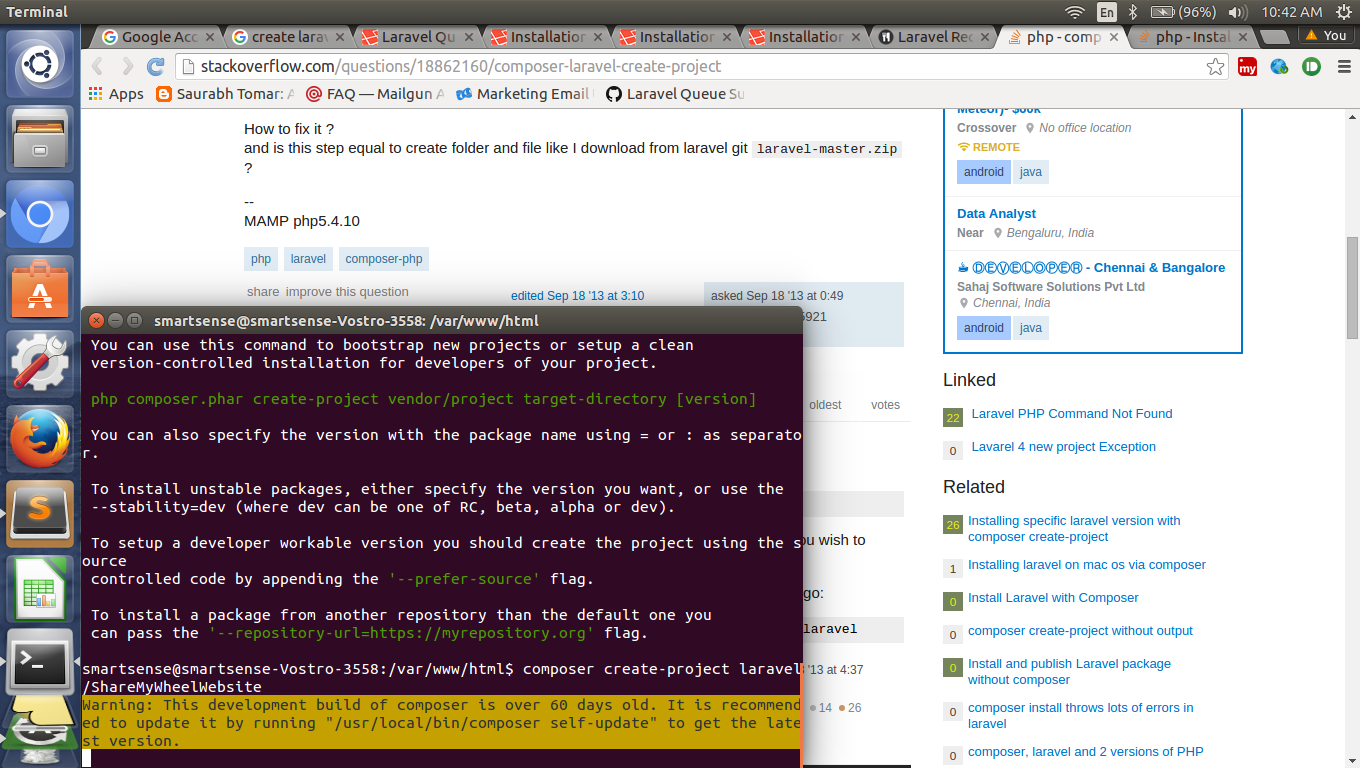 Terminal
En
(96%)
10:42 AM
Google Acc
create larav
Laravel Qu
Installation
Installation
Installation
Laravel Rec
php - comp
php - Instal
You
stackoverflow.com/questions/18862160/composer-laravel-create-project
my
Apps
Saurabh Tomar: A
FAQ — Mailgun A
Marketing Email
Laravel Queue Su
How to fix it ?
and is this step equal to create folder and file like I download from laravel git laravel-master.zip
?
--
MAMP php5.4.10
php laravel composer-php
share improve this question
edited Sep 18 '13 at 3:10
asked Sep 18 '13 at 0:49
5921
oldest votes
u wish to
go:
laravel
'13 at 4:37
14 26
smartsense@smartsense-Vostro-3558: /var/www/html
You can use this command to bootstrap new projects or setup a clean
version-controlled installation for developers of your project.
php composer.phar create-project vendor/project target-directory [version]
You can also specify the version with the package name using = or : as separato
r.
To install unstable packages, either specify the version you want, or use the
--stability=dev (where dev can be one of RC, beta, alpha or dev).
To setup a developer workable version you should create the project using the s
ource
controlled code by appending the '--prefer-source' flag.
To install a package from another repository than the default one you
can pass the '--repository-url=https://myrepository.org' flag.
smartsense@smartsense-Vostro-3558:/var/www/html$ composer create-project laravel
/ShareMyWheelWebsite
Warning: This development build of composer is over 60 days old. It is recommend
ed to update it by running "/usr/local/bin/composer self-update" to get the late
st version.
Meteor)- $60k
Crossover No office location
REMOTE
android java
Data Analyst
Near Bengaluru, India
ⒹⒺⓋⒺⓁⓄⓅⒺⓇ - Chennai & Bangalore
Sahaj Software Solutions Pvt Ltd
Chennai, India
android java
Linked
22 Laravel PHP Command Not Found
0 Lavarel 4 new project Exception
Related
26 Installing specific laravel version with
composer create-project
1 Installing laravel on mac os via composer
0 Install Laravel with Composer
0 composer create-project without output
0 Install and publish Laravel package
without composer
0 composer install throws lots of errors in
laravel
0 composer, laravel and 2 versions of PHP